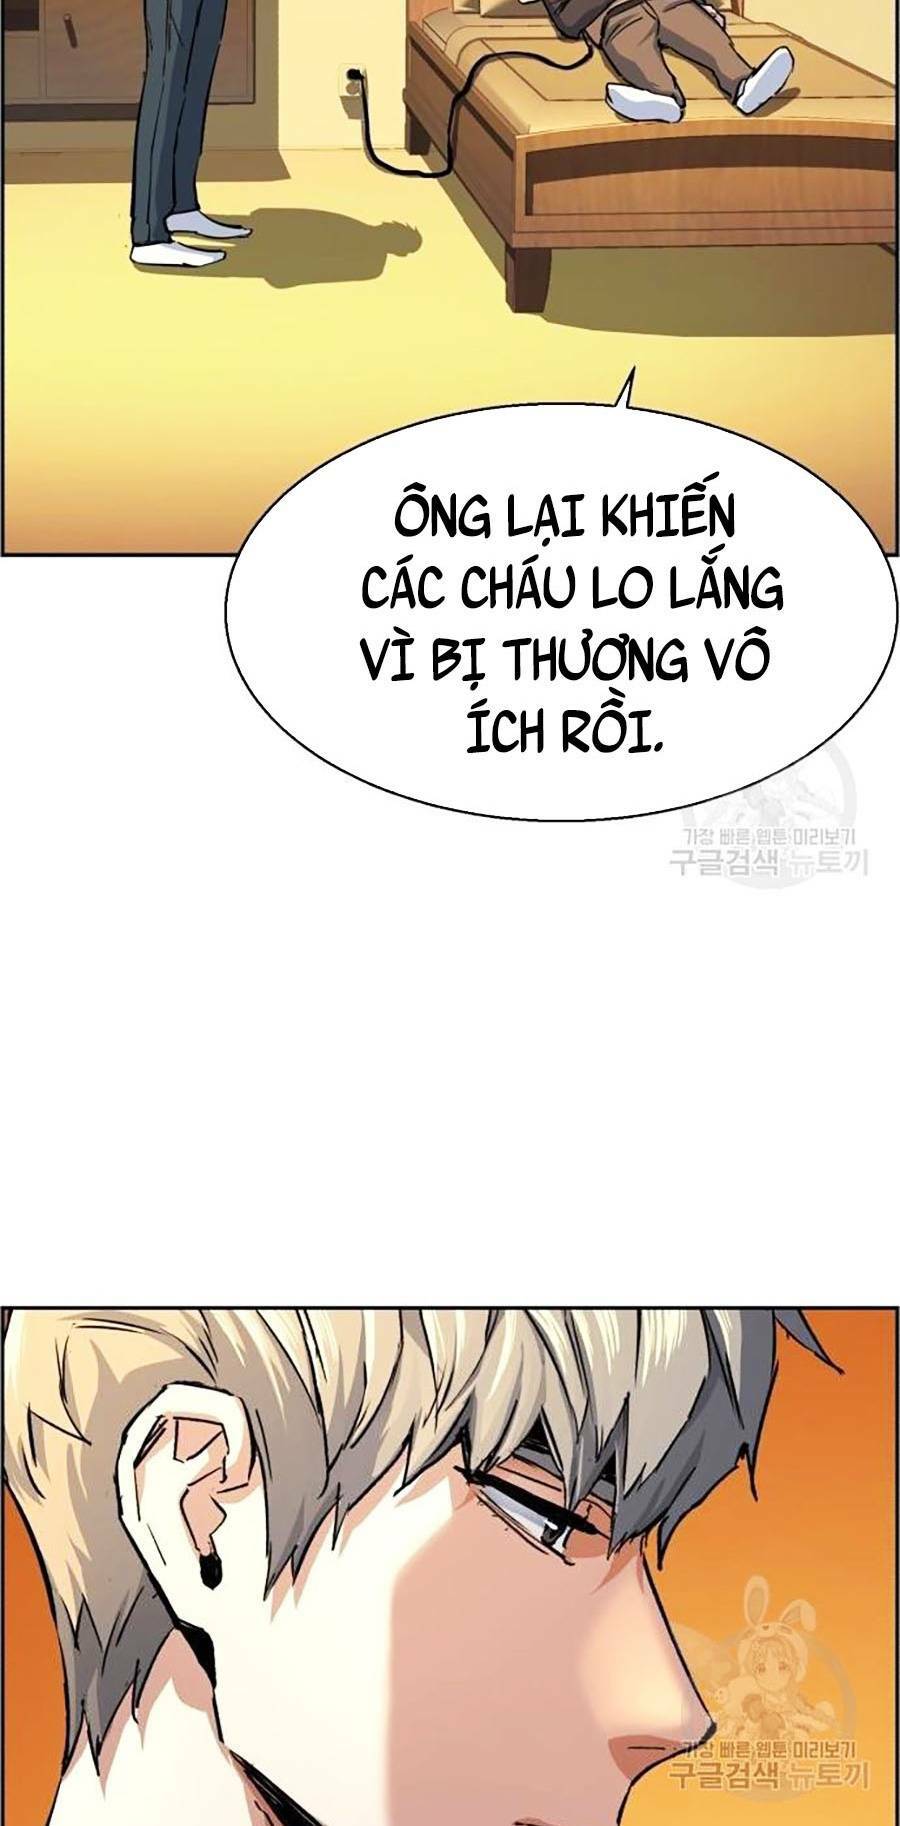 ÔNG LẠI KHIẾN
CÁC CHÁU LO LẮNG
VÌ BỊ THƯƠNG VÔ
ÍCH RỒI.
가장 빠른 웹툰 미리보기
구글검색 뉴토끼
가장 빠른 웹툰 미리보기
구글검색 뉴토끼